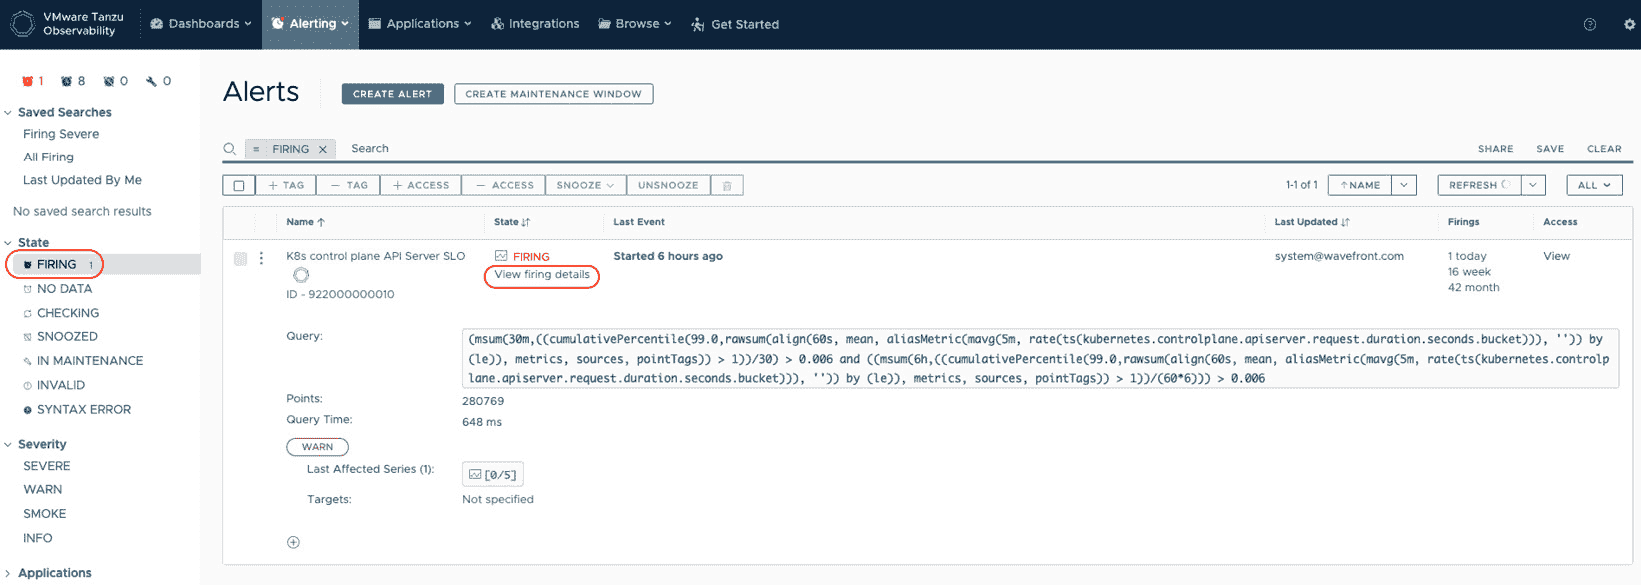 VMware Tanzu
Observability
Dashboards
Alerting
Applications
Integrations
Browse
Get Started
1 8 0 0
Saved Searches
Firing Severe
All Firing
Last Updated By Me
No saved search results
State
FIRING 1
NO DATA
CHECKING
SNOOZED
IN MAINTENANCE
INVALID
SYNTAX ERROR
Severity
SEVERE
WARN
SMOKE
INFO
Applications
Alerts
CREATE ALERT
CREATE MAINTENANCE WINDOW
= FIRING X Search
SHARE SAVE CLEAR
+ TAG
− TAG
+ ACCESS
− ACCESS
SNOOZE
UNSNOOZE
1-1 of 1
↑NAME
REFRESH
ALL
Name ↑ State ↓↑ Last Event Last Updated ↓↑ Firings Access
K8s control plane API Server SLO
ID - 922000000010
FIRING
View firing details
Started 6 hours ago
system@wavefront.com
1 today
16 week
42 month
View
Query:
(msum(30m,((cumulativePercentile(99.0,rawsum(align(60s, mean, aliasMetric(mavg(5m, rate(ts(kubernetes.controlplane.apiserver.request.duration.seconds.bucket))), '')) by
(le)), metrics, sources, pointTags)) > 1))/30) > 0.006 and ((msum(6h,((cumulativePercentile(99.0,rawsum(align(60s, mean, aliasMetric(mavg(5m, rate(ts(kubernetes.controlp
lane.apiserver.request.duration.seconds.bucket))), '')) by (le)), metrics, sources, pointTags)) > 1))/(60*6))) > 0.006
Points: 280769
Query Time: 648 ms
WARN
Last Affected Series (1): [0/5]
Targets: Not specified